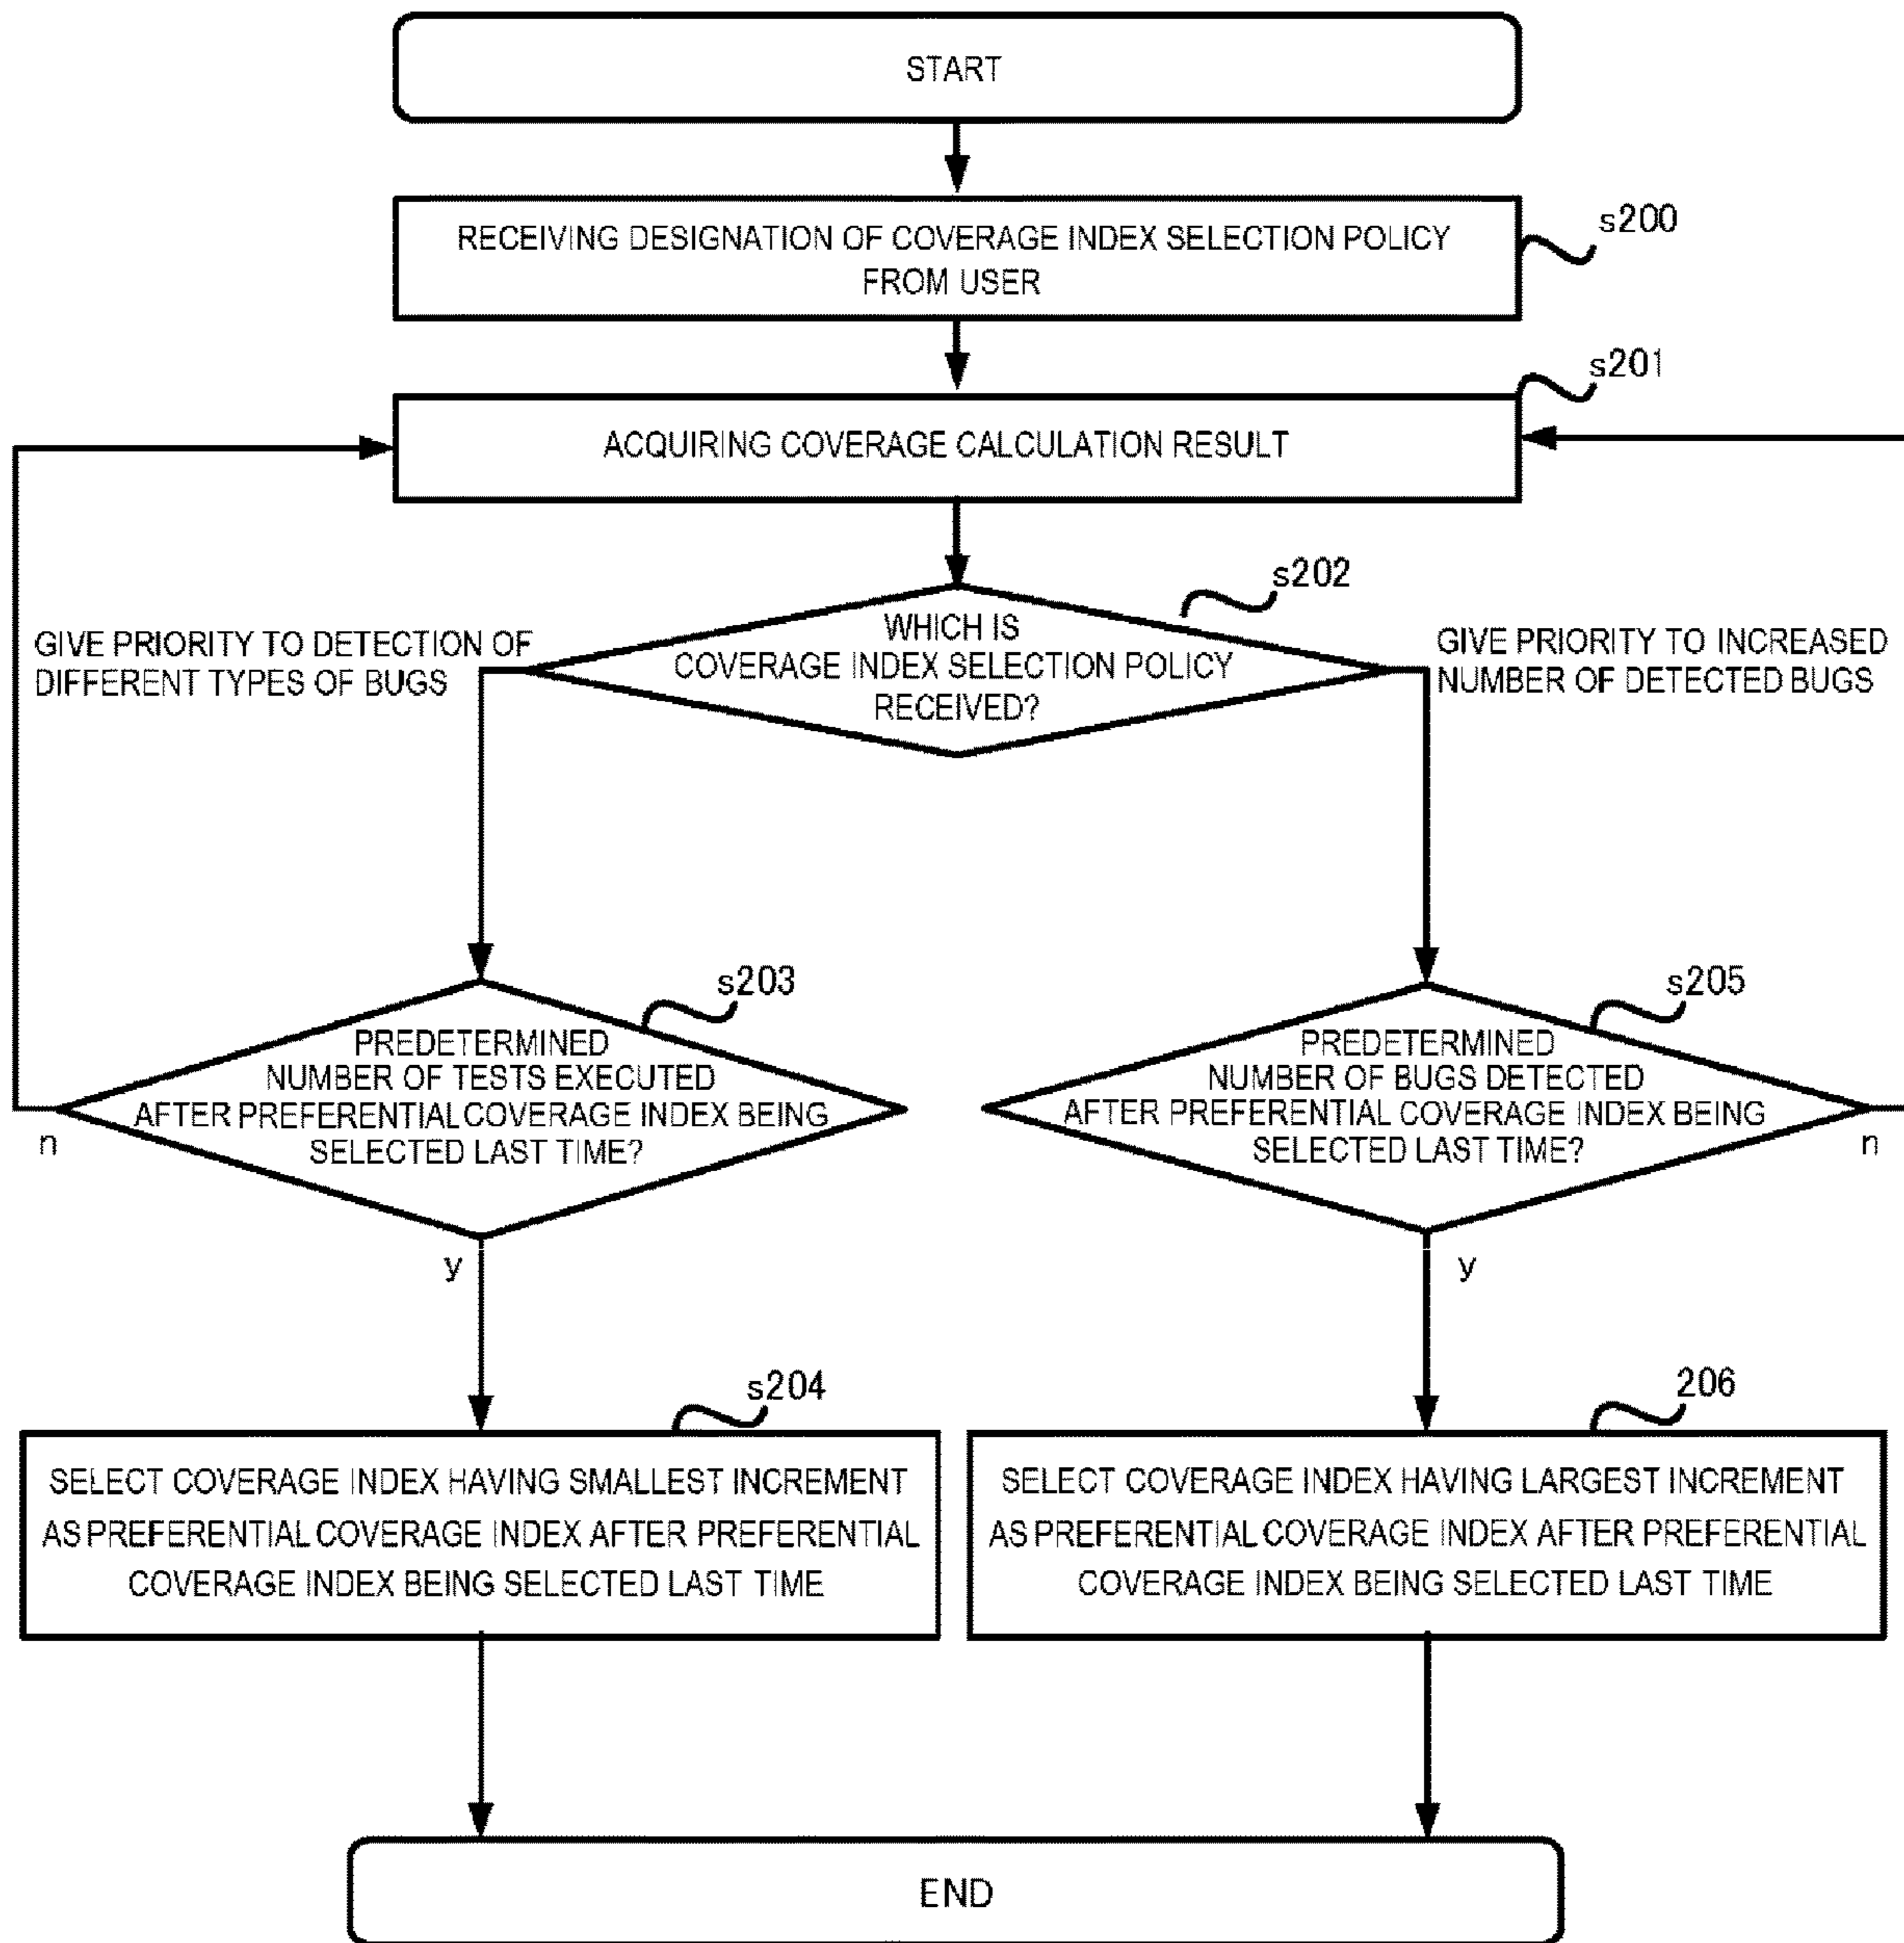 START
RECEIVING DESIGNATION OF COVERAGE INDEX SELECTION POLICY
FROM USER
s200
s201
ACQUIRING COVERAGE CALCULATION RESULT
s202
GIVE PRIORITY TO DETECTION OF
DIFFERENT TYPES OF BUGS
WHICH IS
COVERAGE INDEX SELECTION POLICY
RECEIVED?
GIVE PRIORITY TO INCREASED
NUMBER OF DETECTED BUGS
s203
PREDETERMINED
NUMBER OF TESTS EXECUTED
AFTER PREFERENTIAL COVERAGE INDEX BEING
SELECTED LAST TIME?
n
y
s205
PREDETERMINED
NUMBER OF BUGS DETECTED
AFTER PREFERENTIAL COVERAGE INDEX BEING
SELECTED LAST TIME?
n
y
s204
SELECT COVERAGE INDEX HAVING SMALLEST INCREMENT
AS PREFERENTIAL COVERAGE INDEX AFTER PREFERENTIAL
COVERAGE INDEX BEING SELECTED LAST TIME
206
SELECT COVERAGE INDEX HAVING LARGEST INCREMENT
AS PREFERENTIAL COVERAGE INDEX AFTER PREFERENTIAL
COVERAGE INDEX BEING SELECTED LAST TIME
END